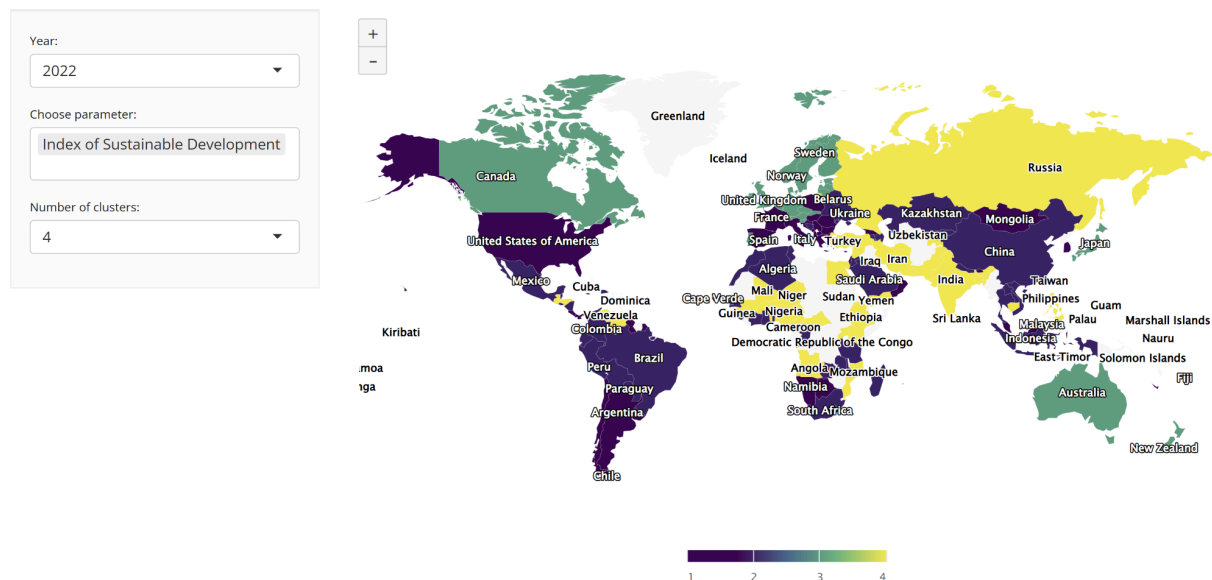 Year:
2022
Choose parameter:
Index of Sustainable Development
Number of clusters:
4
+
−
Greenland
Iceland
Sweden
Russia
Norway
Canada
United Kingdom
Belarus
France
Ukraine
Kazakhstan
Mongolia
Spain
Italy
Turkey
Uzbekistan
Japan
United States of America
China
Iraq
Iran
Algeria
Mexico
Cuba
Saudi Arabia
India
Taiwan
Mali
Niger
Sudan
Yemen
Cape Verde
Dominica
Philippines
Guam
Venezuela
Guinea
Nigeria
Ethiopia
Sri Lanka
Palau
Marshall Islands
Colombia
Cameroon
Malaysia
Kiribati
Democratic Republic of the Congo
Indonesia
Nauru
Brazil
East Timor
Solomon Islands
moa
Peru
Angola
Mozambique
Fiji
nga
Paraguay
Namibia
Australia
Argentina
South Africa
New Zealand
Chile
1 2 3 4